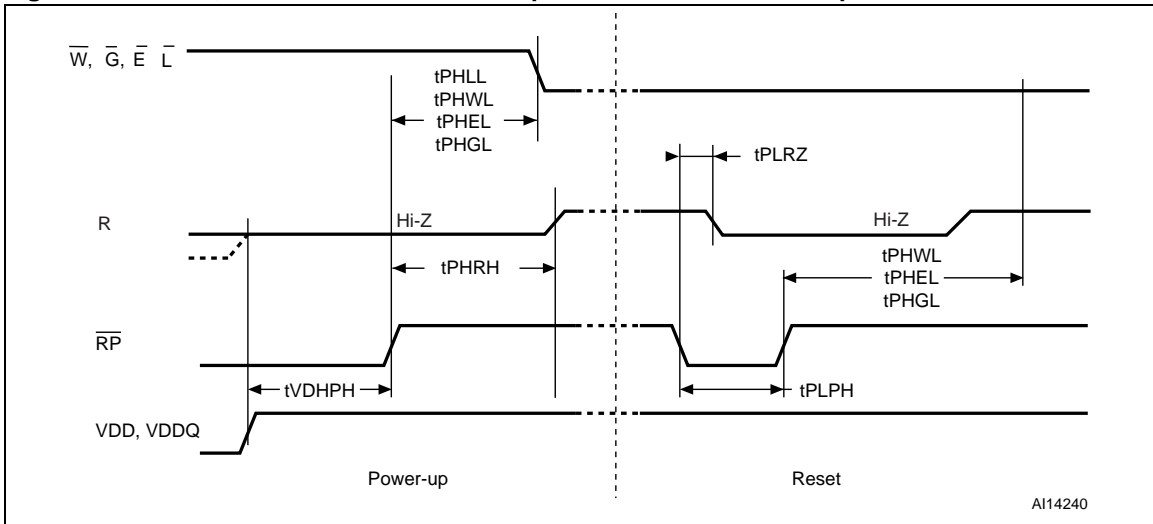 W̅, G̅, E̅ L̅
tPHLL
tPHWL
tPHEL
tPHGL
tPLRZ
R
Hi-Z
Hi-Z
tPHRH
tPHWL
tPHEL
tPHGL
R̅P̅
tVDHPH
tPLPH
VDD, VDDQ
Power-up
Reset
AI14240